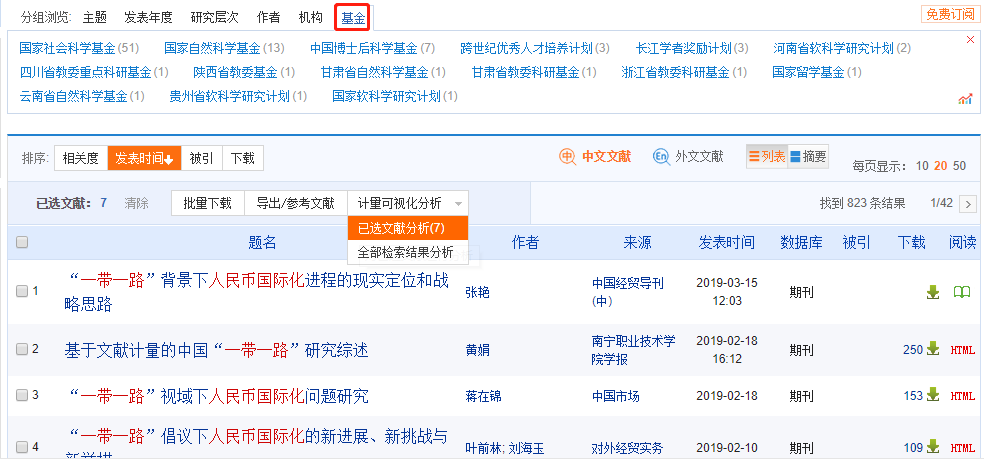 分组浏览: 主题 发表年度 研究层次 作者 机构 基金 免费订阅
国家社会科学基金(51) 国家自然科学基金(13) 中国博士后科学基金(7) 跨世纪优秀人才培养计划(3) 长江学者奖励计划(3) 河南省软科学研究计划(2)
四川省教委重点科研基金(1) 陕西省教委基金(1) 甘肃省自然科学基金(1) 甘肃省教委科研基金(1) 浙江省教委科研基金(1) 国家留学基金(1)
云南省自然科学基金(1) 贵州省软科学研究计划(1) 国家软科学研究计划(1)
排序: 相关度 发表时间 被引 下载 中 中文文献 En 外文文献 列表 摘要 每页显示: 10 20 50
已选文献: 7 清除 批量下载 导出/参考文献 计量可视化分析 找到 823 条结果 1/42
已选文献分析(7)
全部检索结果分析
题名 作者 来源 发表时间 数据库 被引 下载 阅读
1 “一带一路”背景下人民币国际化进程的现实定位和战
略思路
张艳
中国经贸导刊
(中)
2019-03-15
12:03
期刊
2 基于文献计量的中国“一带一路”研究综述
黄娟
南宁职业技术学
院学报
2019-02-18
16:12
期刊 250 HTML
3 “一带一路”视域下人民币国际化问题研究 蒋在锦 中国市场 2019-02-18 期刊 153 HTML
4 “一带一路”倡议下人民币国际化的新进展、新挑战与
叶前林; 刘海玉 对外经贸实务 2019-02-10 期刊 109 HTML